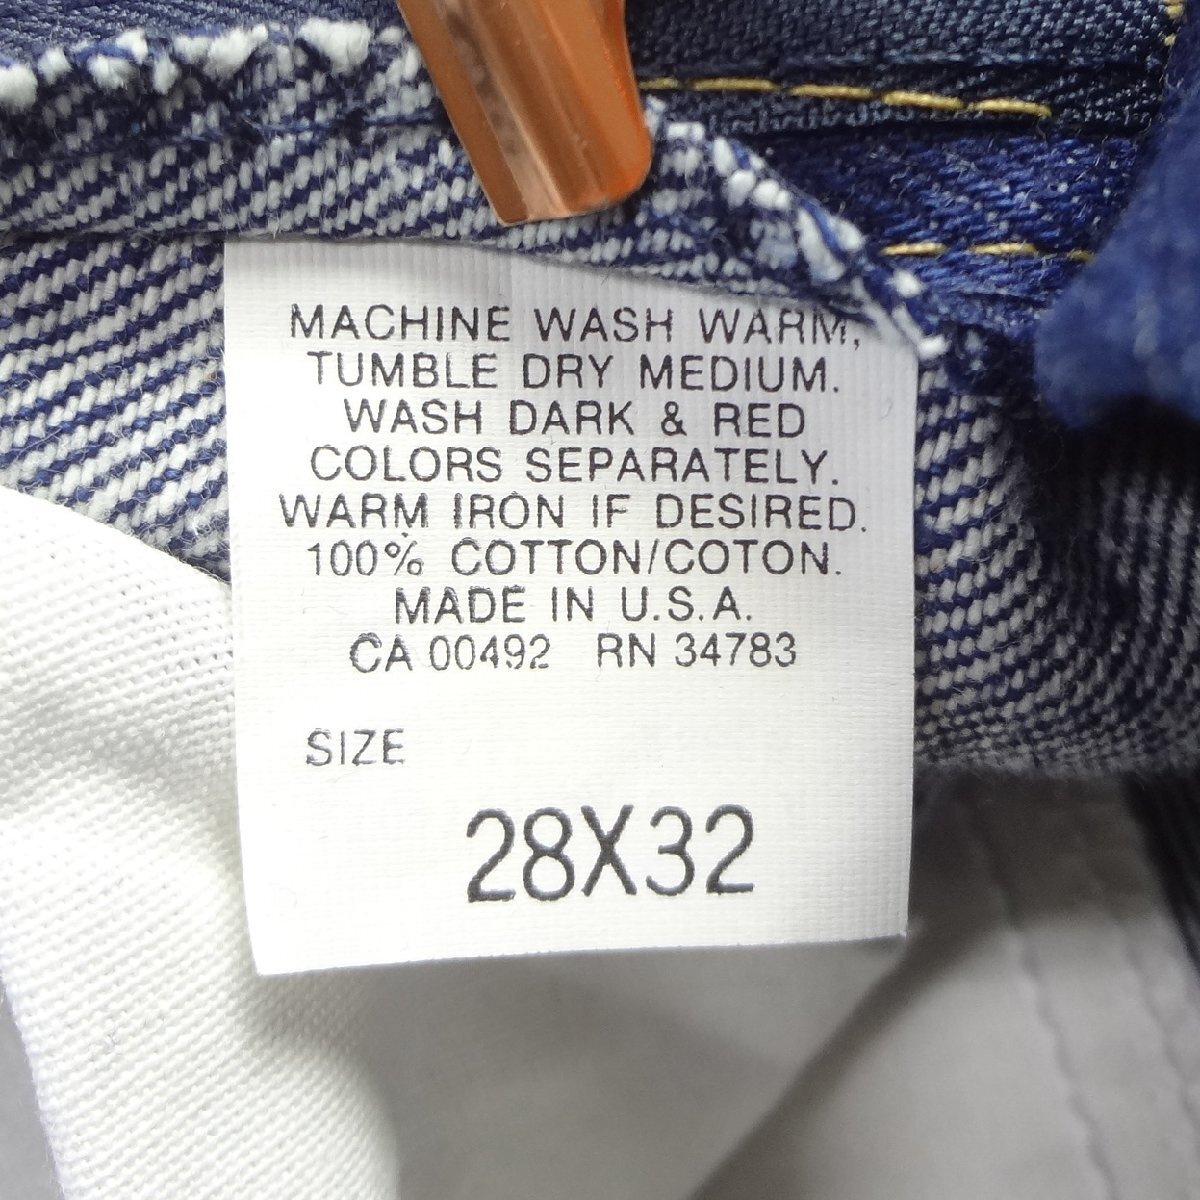 MACHINE WASH WARM,
TUMBLE DRY MEDIUM.
WASH DARK & RED
COLORS SEPARATELY.
WARM IRON IF DESIRED.
100% COTTON/COTON.
MADE IN U.S.A.
CA 00492 RN 34783
SIZE
28X32